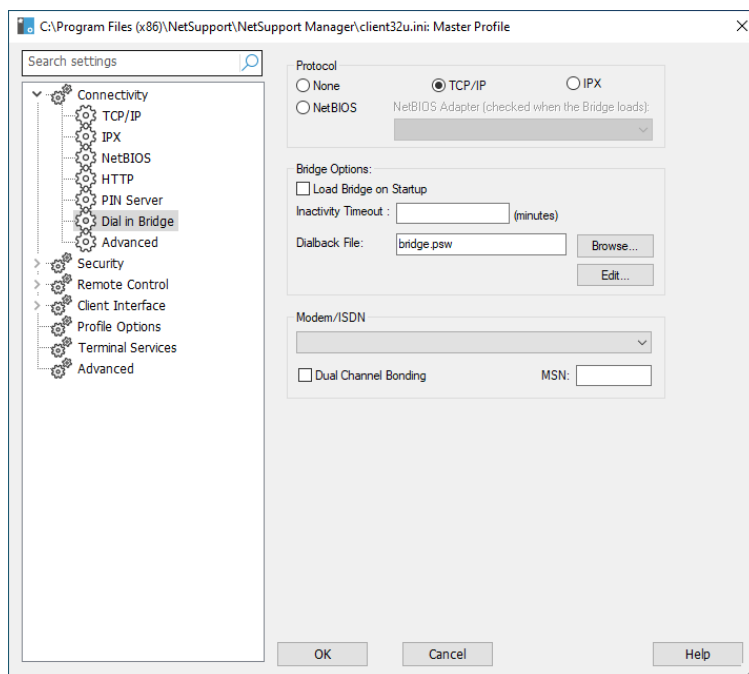 C:\Program Files (x86)\NetSupport\NetSupport Manager\client32u.ini: Master Profile
Search settings
Connectivity
TCP/IP
IPX
NetBIOS
HTTP
PIN Server
Dial in Bridge
Advanced
Security
Remote Control
Client Interface
Profile Options
Terminal Services
Advanced
Protocol
None
TCP/IP
IPX
NetBIOS
NetBIOS Adapter (checked when the Bridge loads):
Bridge Options:
Load Bridge on Startup
Inactivity Timeout :
(minutes)
Dialback File:
bridge.psw
Browse...
Edit...
Modem/ISDN
Dual Channel Bonding
MSN:
OK
Cancel
Help